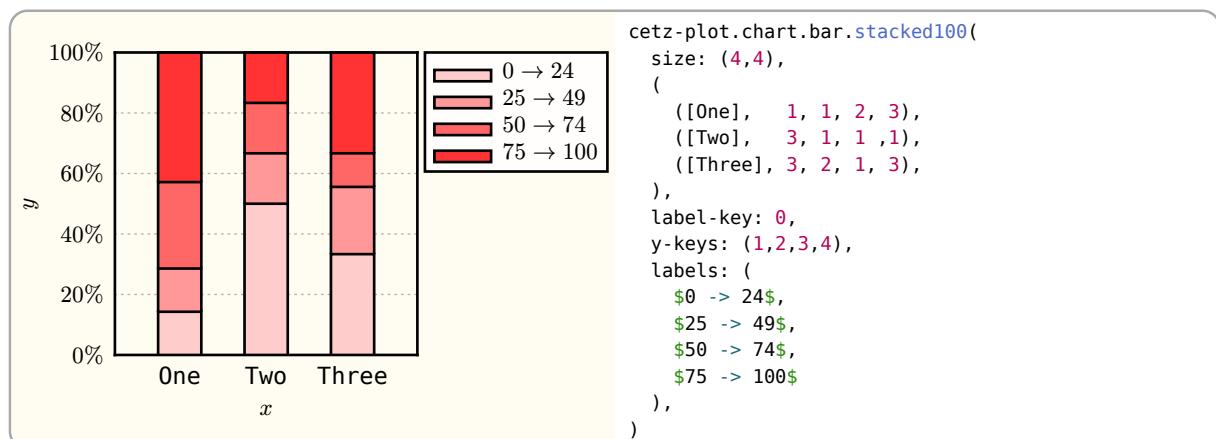 100%
80%
60%
40%
20%
0%
y
One Two Three
x
0 → 24
25 → 49
50 → 74
75 → 100
cetz-plot.chart.bar.stacked100(
  size: (4,4),
  (
    ([One],   1, 1, 2, 3),
    ([Two],   3, 1, 1 ,1),
    ([Three], 3, 2, 1, 3),
  ),
  label-key: 0,
  y-keys: (1,2,3,4),
  labels: (
    $0 -> 24$,
    $25 -> 49$,
    $50 -> 74$,
    $75 -> 100$
  ),
)